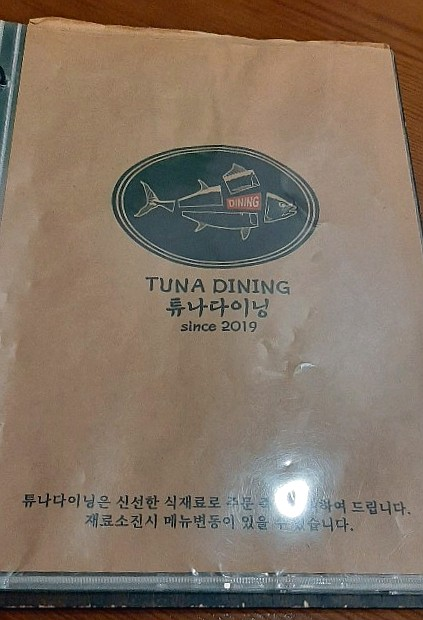 DINING
TUNA DINING
튜나다이닝
since 2019
튜나다이닝은 신선한 식재료로 주문 하여 드립니다.
재료소진시 메뉴변동이 있을 수 있습니다.